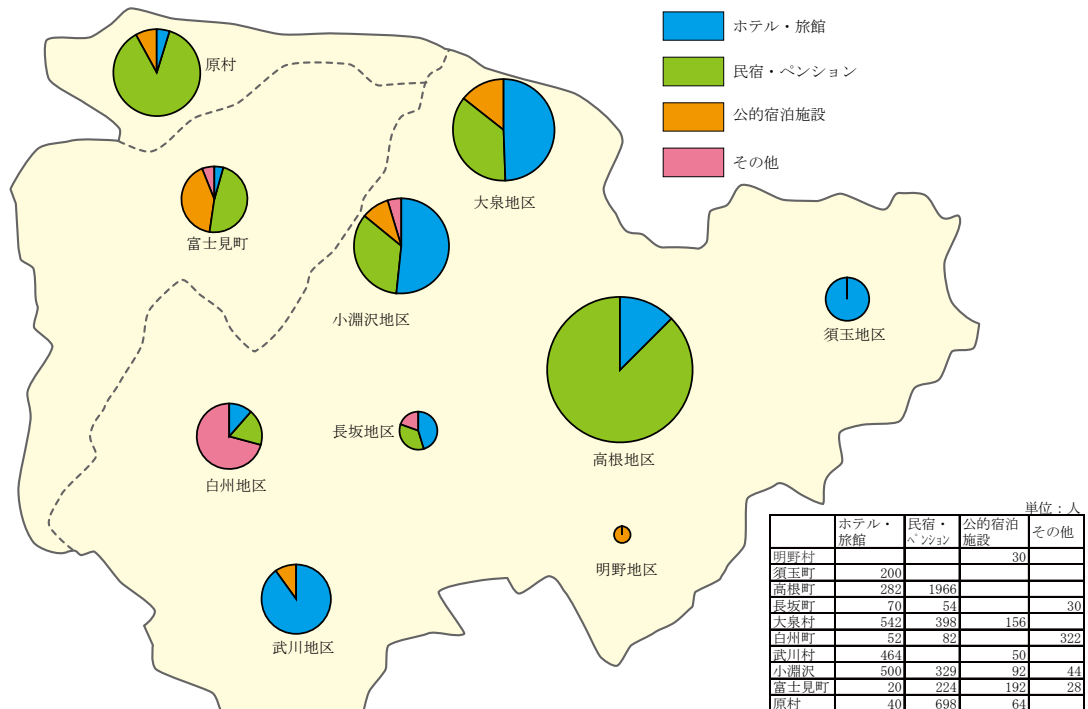 ホテル・旅館
民宿・ペンション
公的宿泊施設
その他
原村
大泉地区
富士見町
小淵沢地区
須玉地区
高根地区
長坂地区
白州地区
明野地区
武川地区
単位：人
ホテル・旅館 民宿・ペンション 公的宿泊施設 その他
明野村 30
須玉町 200
高根町 282 1966
長坂町 70 54 30
大泉村 542 398 156
白州町 52 82 322
武川村 464 50
小淵沢 500 329 92 44
富士見町 20 224 192 28
原村 40 698 64